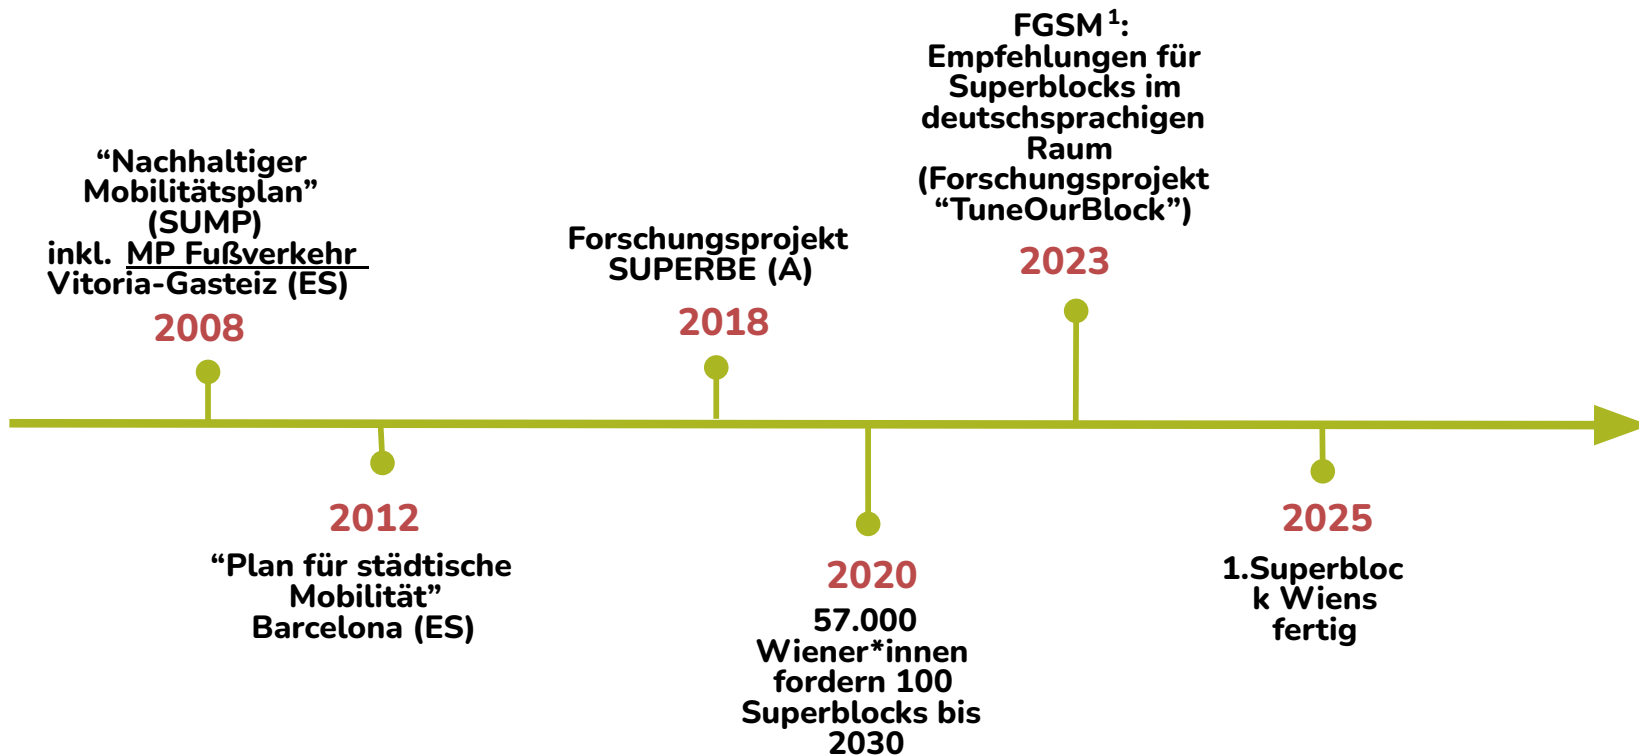 “Nachhaltiger
Mobilitätsplan”
(SUMP)
inkl. MP Fußverkehr
Vitoria-Gasteiz (ES)
2008
2012
“Plan für städtische
Mobilität”
Barcelona (ES)
Forschungsprojekt
SUPERBE (A)
2018
2020
57.000
Wiener*innen
fordern 100
Superblocks bis
2030
FGSM¹:
Empfehlungen für
Superblocks im
deutschsprachigen
Raum
(Forschungsprojekt
“TuneOurBlock”)
2023
2025
1.Superbloc
k Wiens
fertig